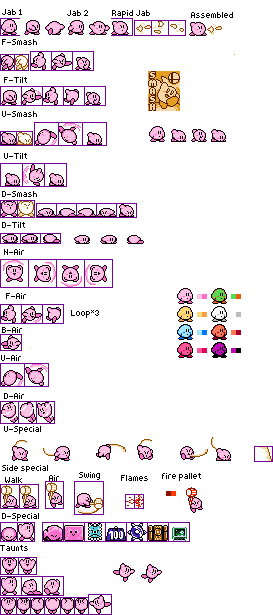 Jab 1
Jab 2
Rapid Jab
Assembled
F-Smash
F-Tilt
U-Smash
U-Tilt
D-Smash
D-Tilt
N-Air
F-Air
Loop*3
B-Air
U-Air
D-Air
U-Special
Side special
Walk
Air
Swing
Flames
fire pallet
D-Special
100
Taunts